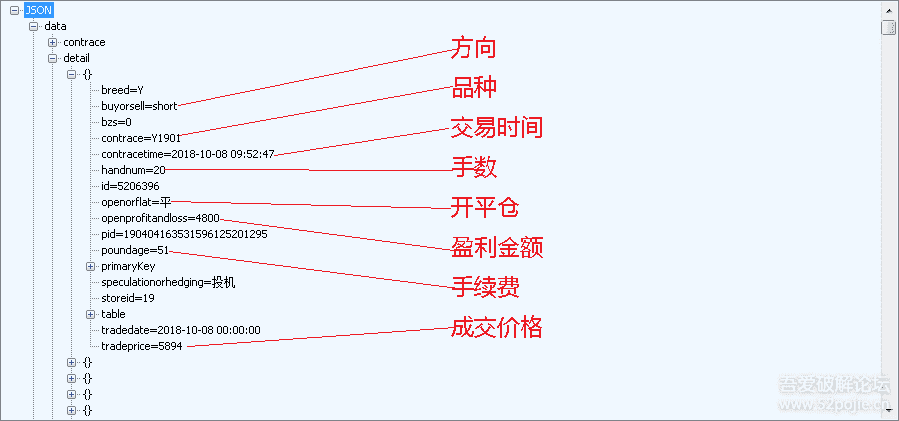 JSON
data
contrace
detail
{}
breed=Y
buyorsell=short
方向
bzs=0
contrace=Y1901
品种
contracetime=2018-10-08 09:52:47
交易时间
handnum=20
手数
id=5206396
openorflat=平
开平仓
openprofitandloss=4800
盈利金额
pid=190404163531596125201295
poundage=51
手续费
primaryKey
speculationorhedging=投机
storeid=19
table
tradedate=2018-10-08 00:00:00
tradeprice=5894
成交价格
{}
{}
{}
{}
吾爱破解论坛
www.52pojie.cn